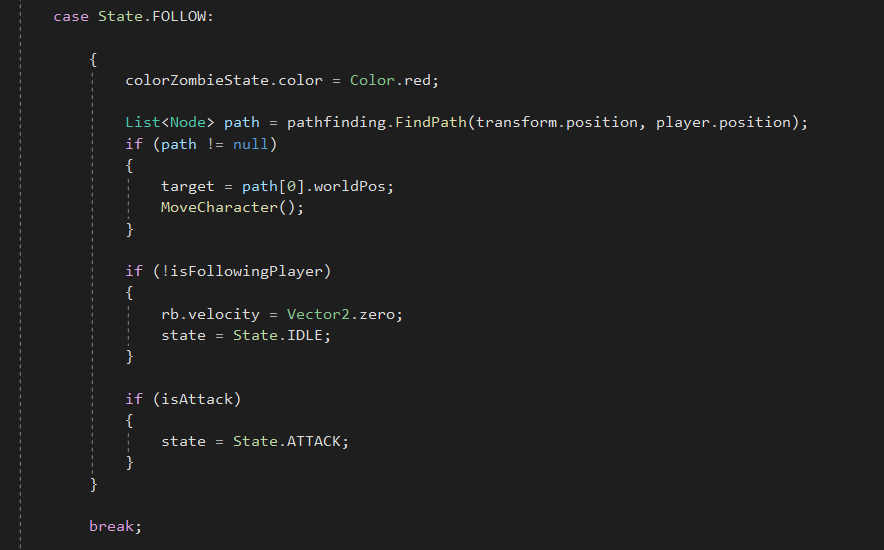 case State.FOLLOW:
{
colorZombieState.color = Color.red;
List<Node> path = pathfinding.FindPath(transform.position, player.position);
if (path != null)
{
target = path[0].worldPos;
MoveCharacter();
}
if (!isFollowingPlayer)
{
rb.velocity = Vector2.zero;
state = State.IDLE;
}
if (isAttack)
{
state = State.ATTACK;
}
}
break;